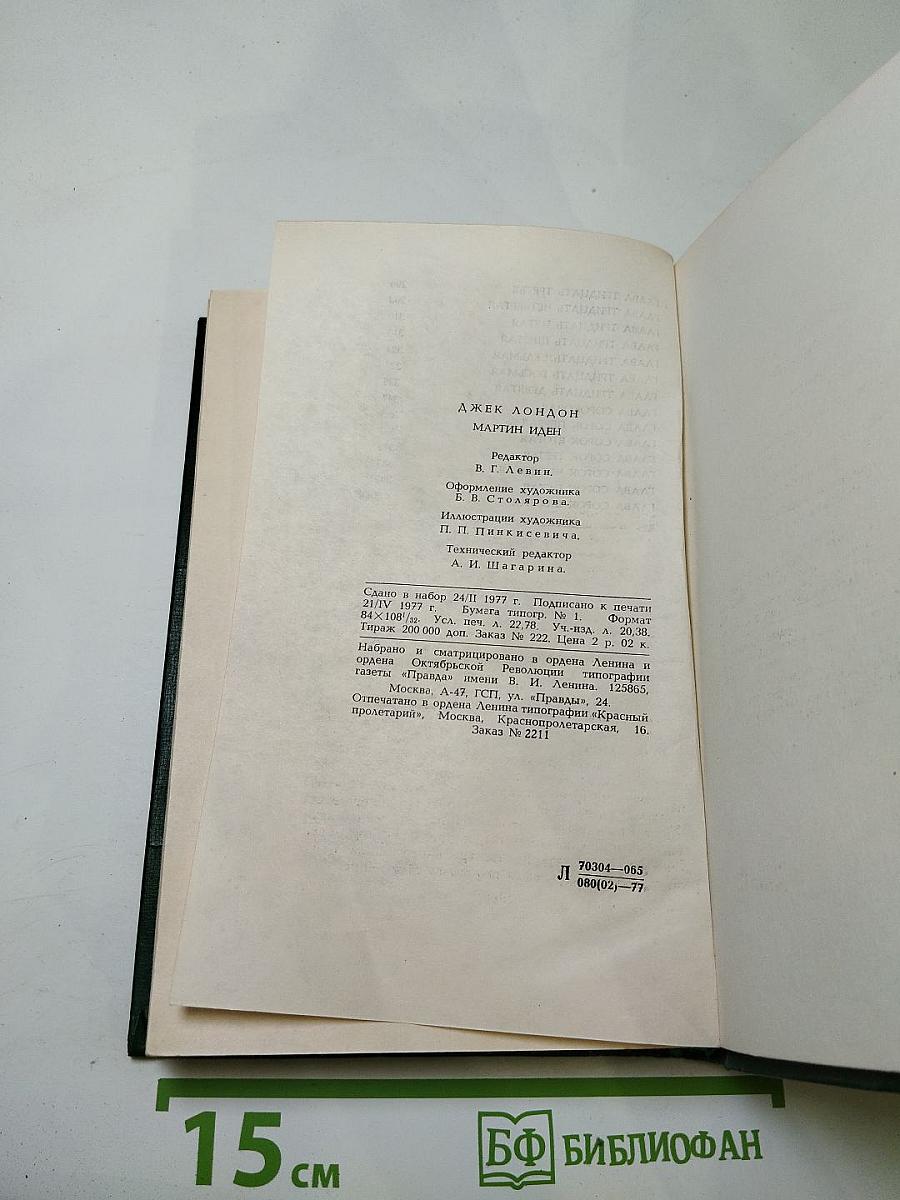 ДЖЕК ЛОНДОН
МАРТИН ИДЕН
Редактор
В. Г. Левин.
Оформление художника
Б. В. Столярова.
Иллюстрации художника
П. П. Пинкисевича.
Технический редактор
А. И. Шагарина.
Сдано в набор 24/II 1977 г. Подписано к печати
21/IV 1977 г. Бумага типогр. № 1. Формат
84×108¹/₃₂. Усл. печ. л. 22,78. Уч.-изд. л. 20,38.
Тираж 200 000 доп. Заказ № 222. Цена 2 р. 02 к.
Набрано и сматрицировано в ордена Ленина и
ордена Октябрьской Революции типографии
газеты «Правда» имени В. И. Ленина. 125865,
Москва, А-47, ГСП, ул. «Правды», 24.
Отпечатано в ордена Ленина типографии «Красный
пролетарий», Москва, Краснопролетарская, 16.
Заказ № 2211
Л 70304—065
080(02)—77
15 см
БФ БИБЛИОФАН